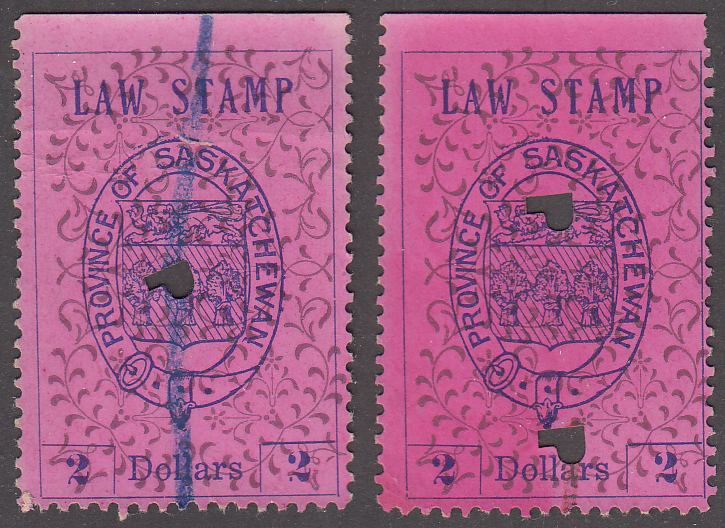 LAW STAMP
PROVINCE OF SASKATCHEWAN
2 Dollars 2
LAW STAMP
PROVINCE OF SASKATCHEWAN
2 Dollars 2